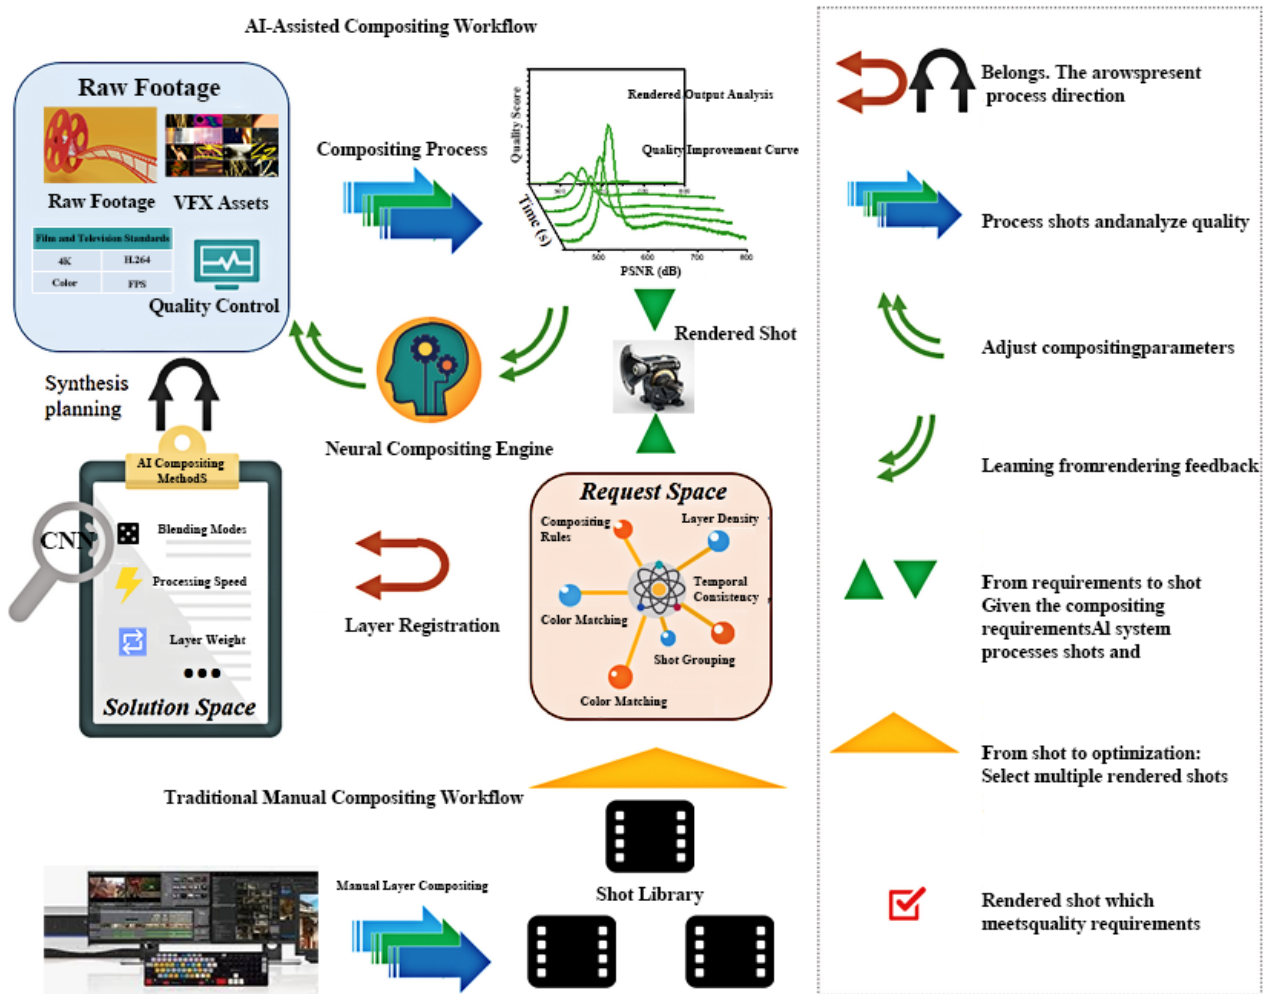 AI-Assisted Compositing Workflow
Raw Footage
Raw Footage
VFX Assets
Film and Television Standards
4K
H.264
Color
FPS
Quality Control
Compositing Process
Quality Score
Rendered Output Analysis
Quality Improvement Curve
Time (s)
500
600
700
800
PSNR (dB)
Rendered Shot
Neural Compositing Engine
Synthesis
planning
AI Compositing
MethodS
CNN
Blending Modes
Processing Speed
Layer Weight
Solution Space
Layer Registration
Request Space
Compositing
Rules
Layer Density
Temporal
Consistency
Color Matching
Shot Grouping
Color Matching
Traditional Manual Compositing Workflow
Manual Layer Compositing
Shot Library
Belongs. The arowspresent
process direction
Process shots andanalyze quality
Adjust compositingparameters
Leaming fromrendering feedback
From requirements to shot
Given the compositing
requirementsAl system
processes shots and
From shot to optimization:
Select multiple rendered shots
Rendered shot which
meetsquality requirements